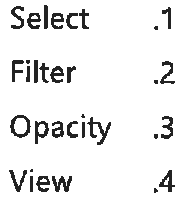 Select .1
Filter .2
Opacity .3
View .4